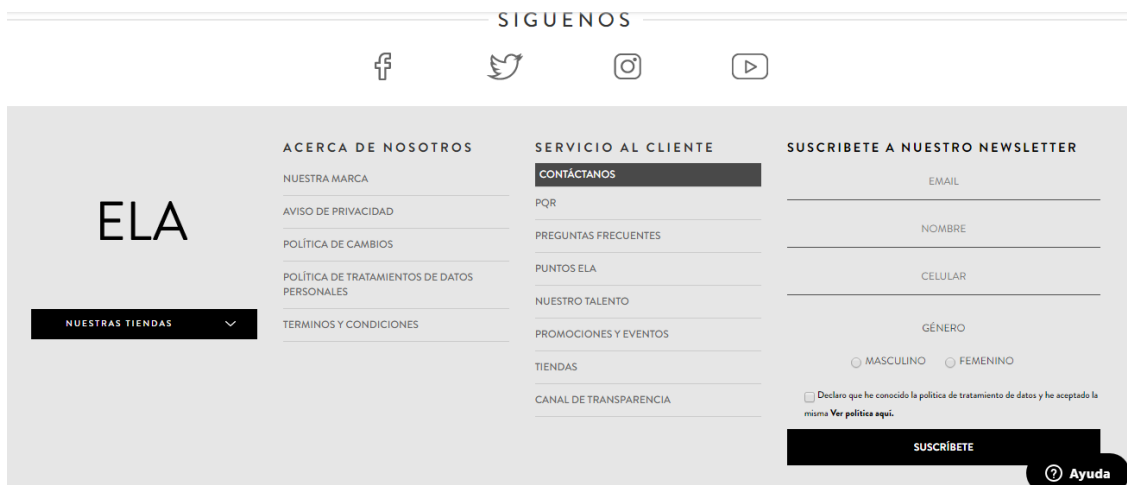 SIGUENOS
ELA
NUESTRAS TIENDAS
ACERCA DE NOSOTROS
NUESTRA MARCA
AVISO DE PRIVACIDAD
POLÍTICA DE CAMBIOS
POLÍTICA DE TRATAMIENTOS DE DATOS
PERSONALES
TERMINOS Y CONDICIONES
SERVICIO AL CLIENTE
CONTÁCTANOS
PQR
PREGUNTAS FRECUENTES
PUNTOS ELA
NUESTRO TALENTO
PROMOCIONES Y EVENTOS
TIENDAS
CANAL DE TRANSPARENCIA
SUSCRIBETE A NUESTRO NEWSLETTER
EMAIL
NOMBRE
CELULAR
GÉNERO
MASCULINO FEMENINO
Declaro que he conocido la política de tratamiento de datos y he aceptado la
misma Ver política aquí.
SUSCRÍBETE
Ayuda